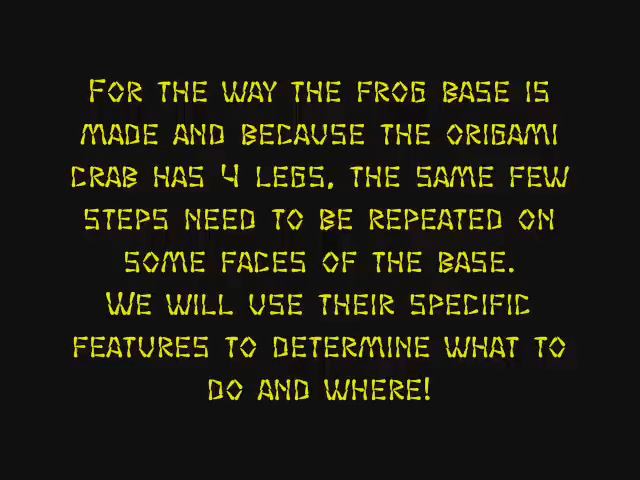 For the way the frog base is
made and because the origami
crab has 4 legs, the same few
steps need to be repeated on
some faces of the base.
We will use their specific
features to determine what to
do and where!